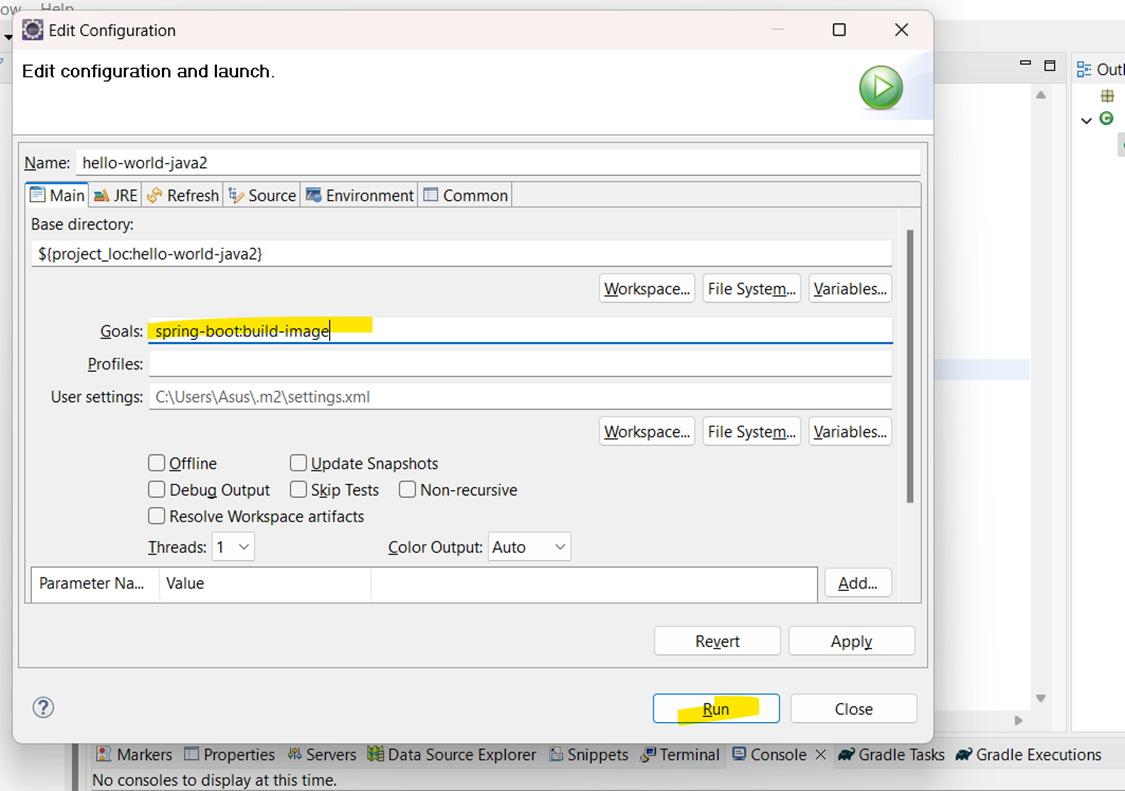 ow Help
Edit Configuration
Edit configuration and launch.
Outl
Name: hello-world-java2
Main JRE Refresh Source Environment Common
Base directory:
${project_loc:hello-world-java2}
Workspace... File System... Variables...
Goals: spring-boot:build-image
Profiles:
User settings: C:\Users\Asus\.m2\settings.xml
Workspace... File System... Variables...
Offline Update Snapshots
Debug Output Skip Tests Non-recursive
Resolve Workspace artifacts
Threads: 1 Color Output: Auto
Parameter Na... Value Add...
Revert Apply
Run Close
Markers Properties Servers Data Source Explorer Snippets Terminal Console Gradle Tasks Gradle Executions
No consoles to display at this time.